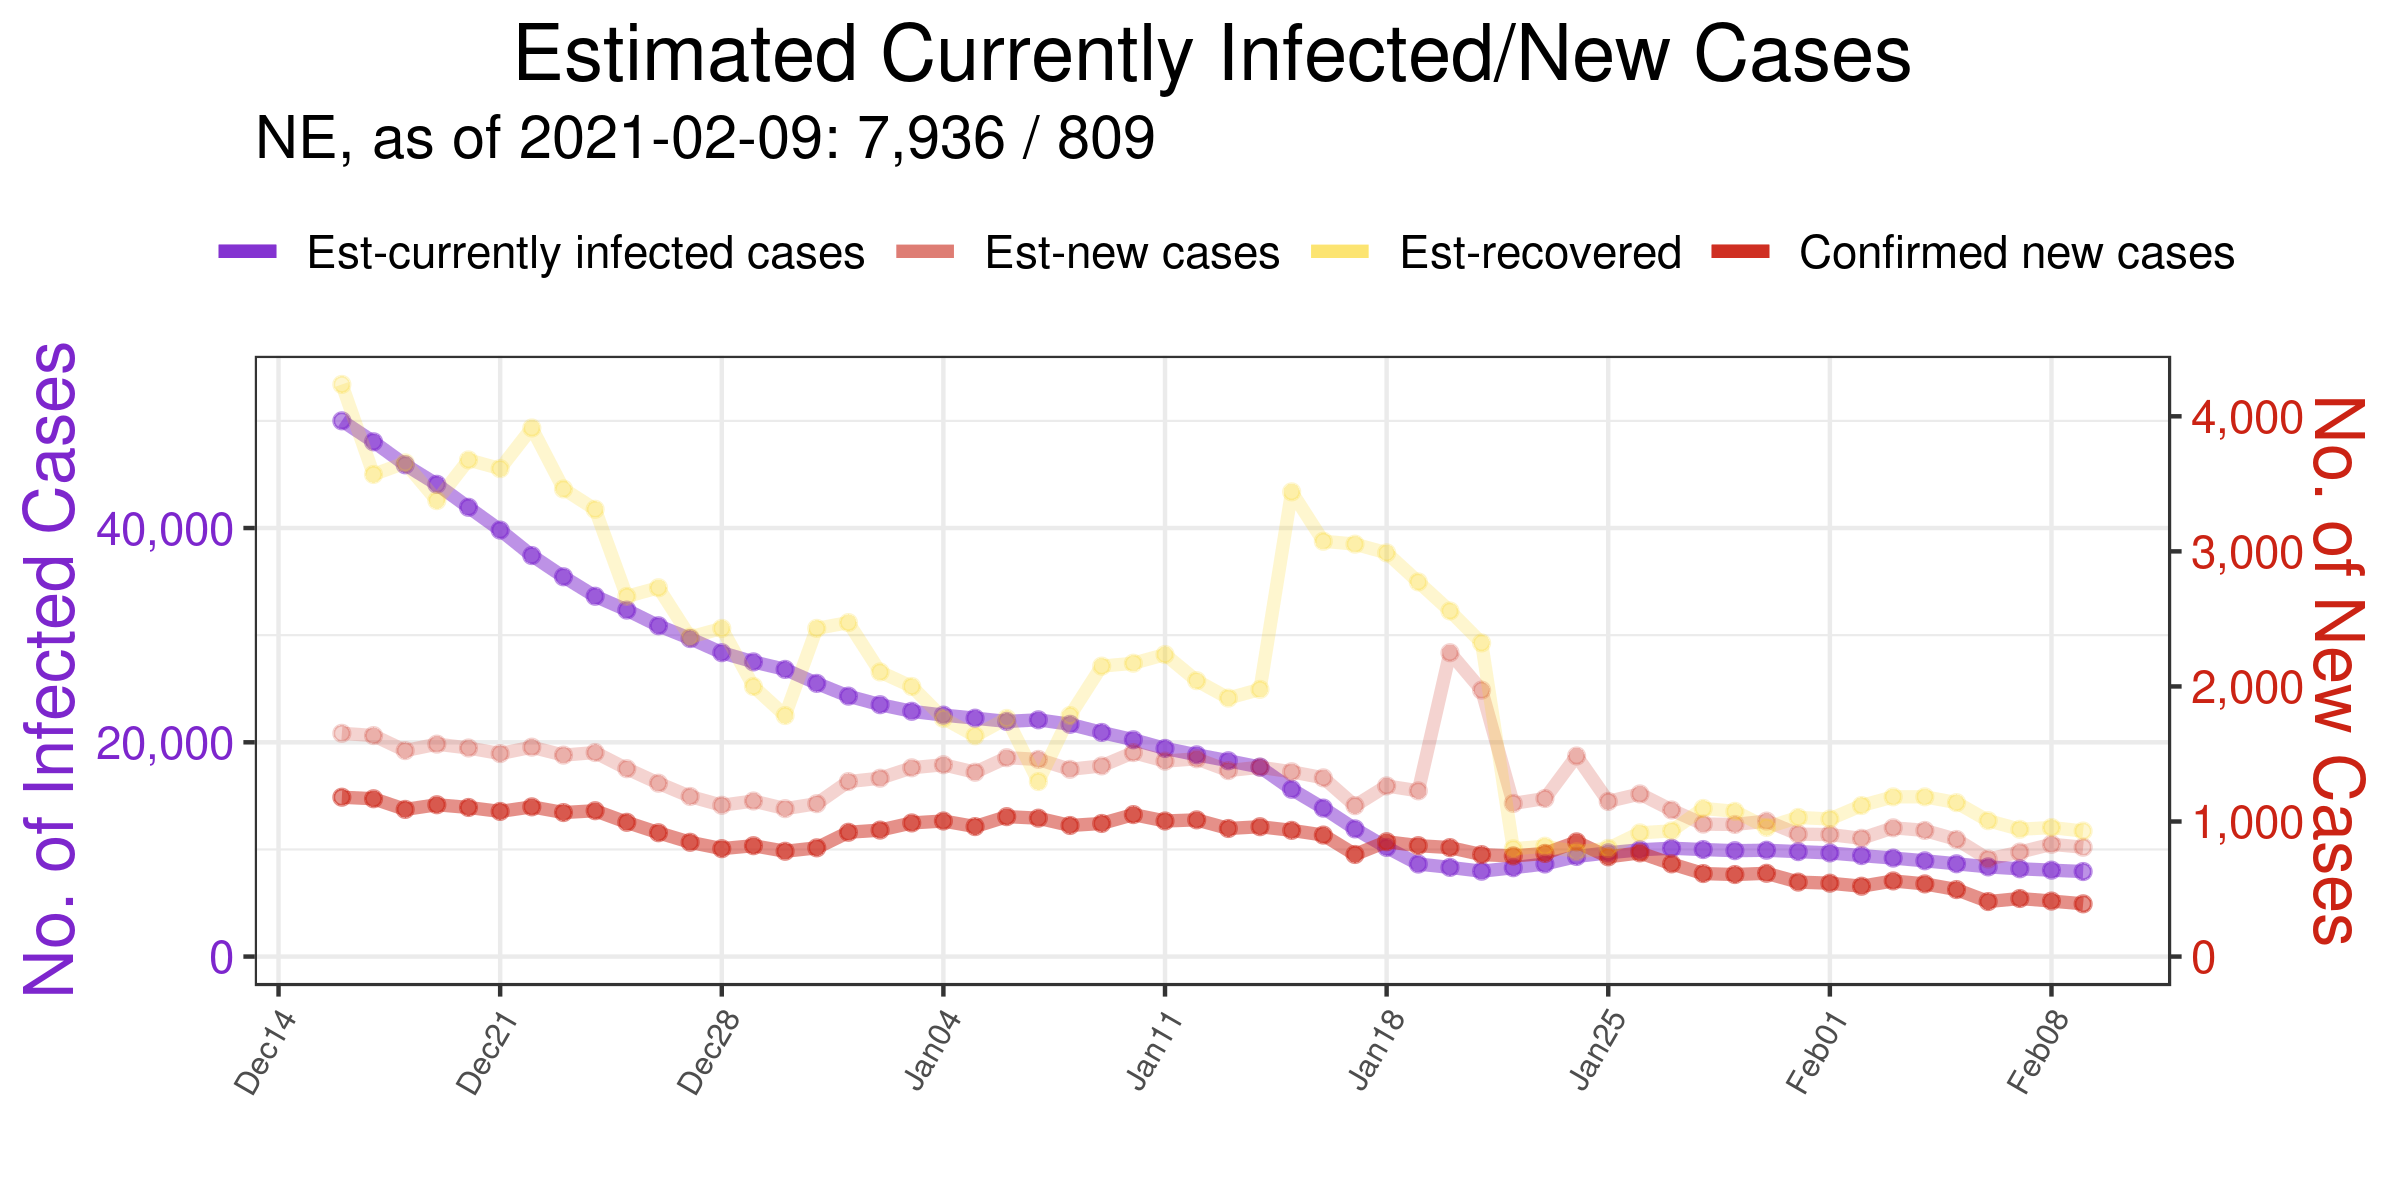 Estimated Currently Infected/New Cases
NE, as of 2021-02-09: 7,936 / 809
Est-currently infected cases Est-new cases Est-recovered Confirmed new cases
No. of Infected Cases
40,000
20,000
0
4,000
3,000
2,000
1,000
0
No. of New Cases
Dec14 Dec21 Dec28 Jan04 Jan11 Jan18 Jan25 Feb01 Feb08